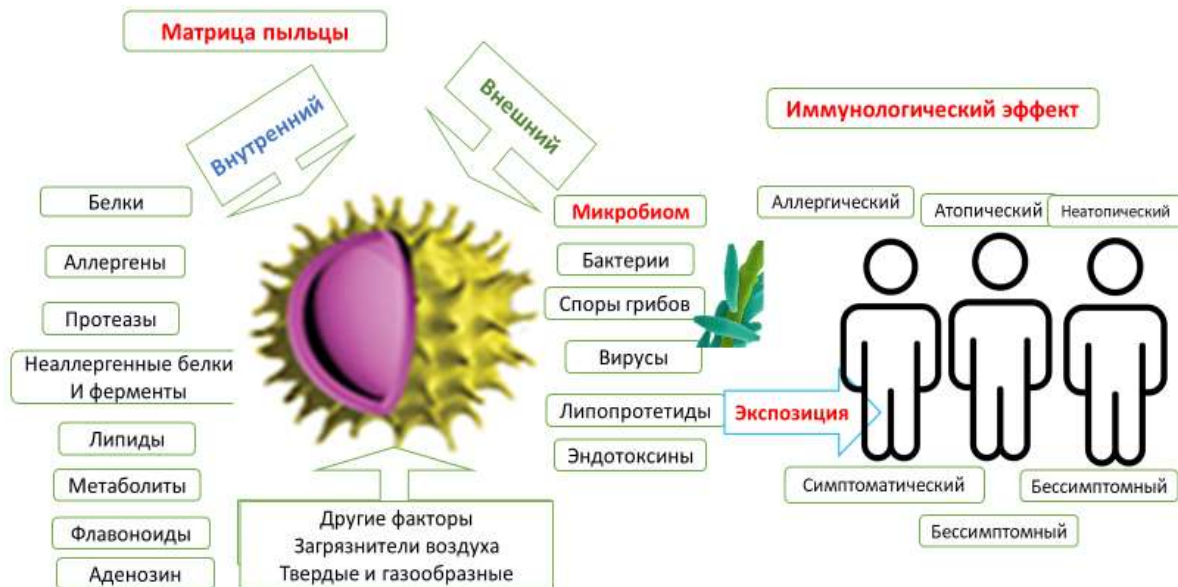 Матрица пыльцы
Внутренний
Внешний
Белки
Аллергены
Протеазы
Неаллергенные белки
И ферменты
Липиды
Метаболиты
Флавоноиды
Аденозин
Микробиом
Бактерии
Споры грибов
Вирусы
Липопротетиды
Эндотоксины
Другие факторы
Загрязнители воздуха
Твердые и газообразные
Экспозиция
Иммунологический эффект
Аллергический
Атопический
Неатопический
Симптоматический
Бессимптомный
Бессимптомный